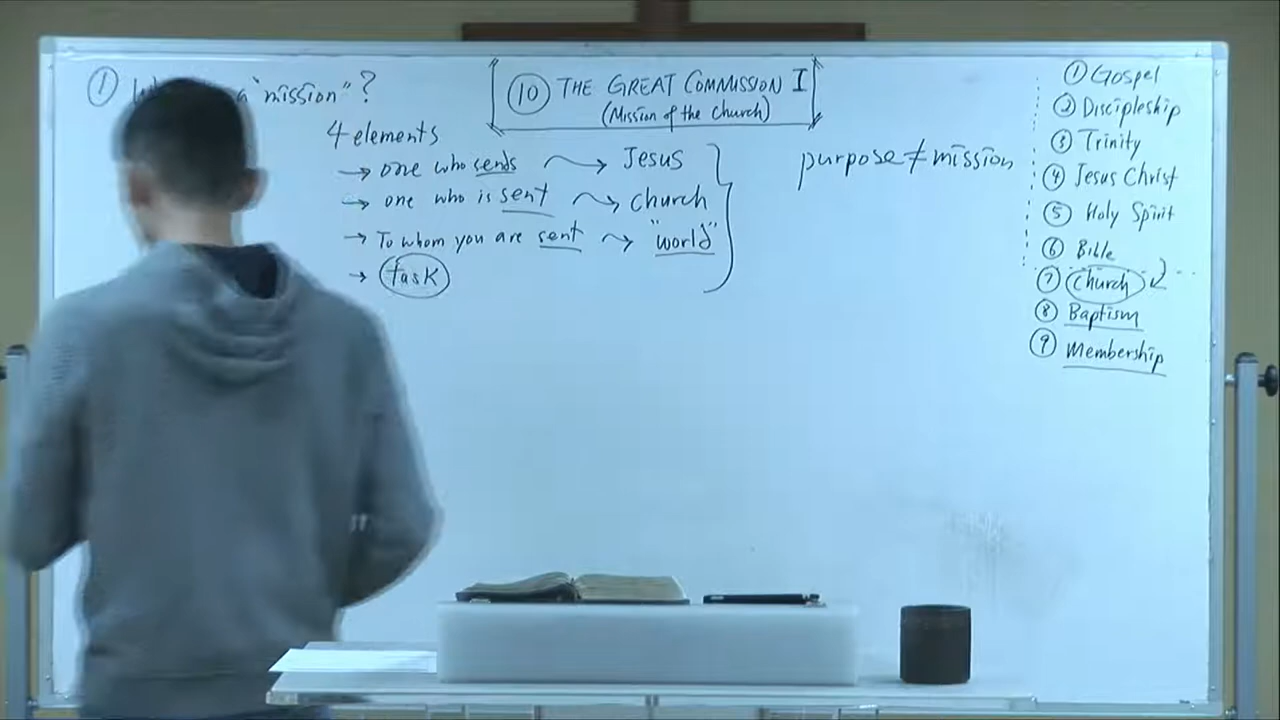 ① a "mission"?
⑩ THE GREAT COMMISSION I
(Mission of the Church)
4 elements
→ one who sends → Jesus
→ one who is sent → church
→ To whom you are sent → "world"
→ task
purpose ≠ mission
① Gospel
② Discipleship
③ Trinity
④ Jesus Christ
⑤ Holy Spirit
⑥ Bible
⑦ Church
⑧ Baptism
⑨ Membership